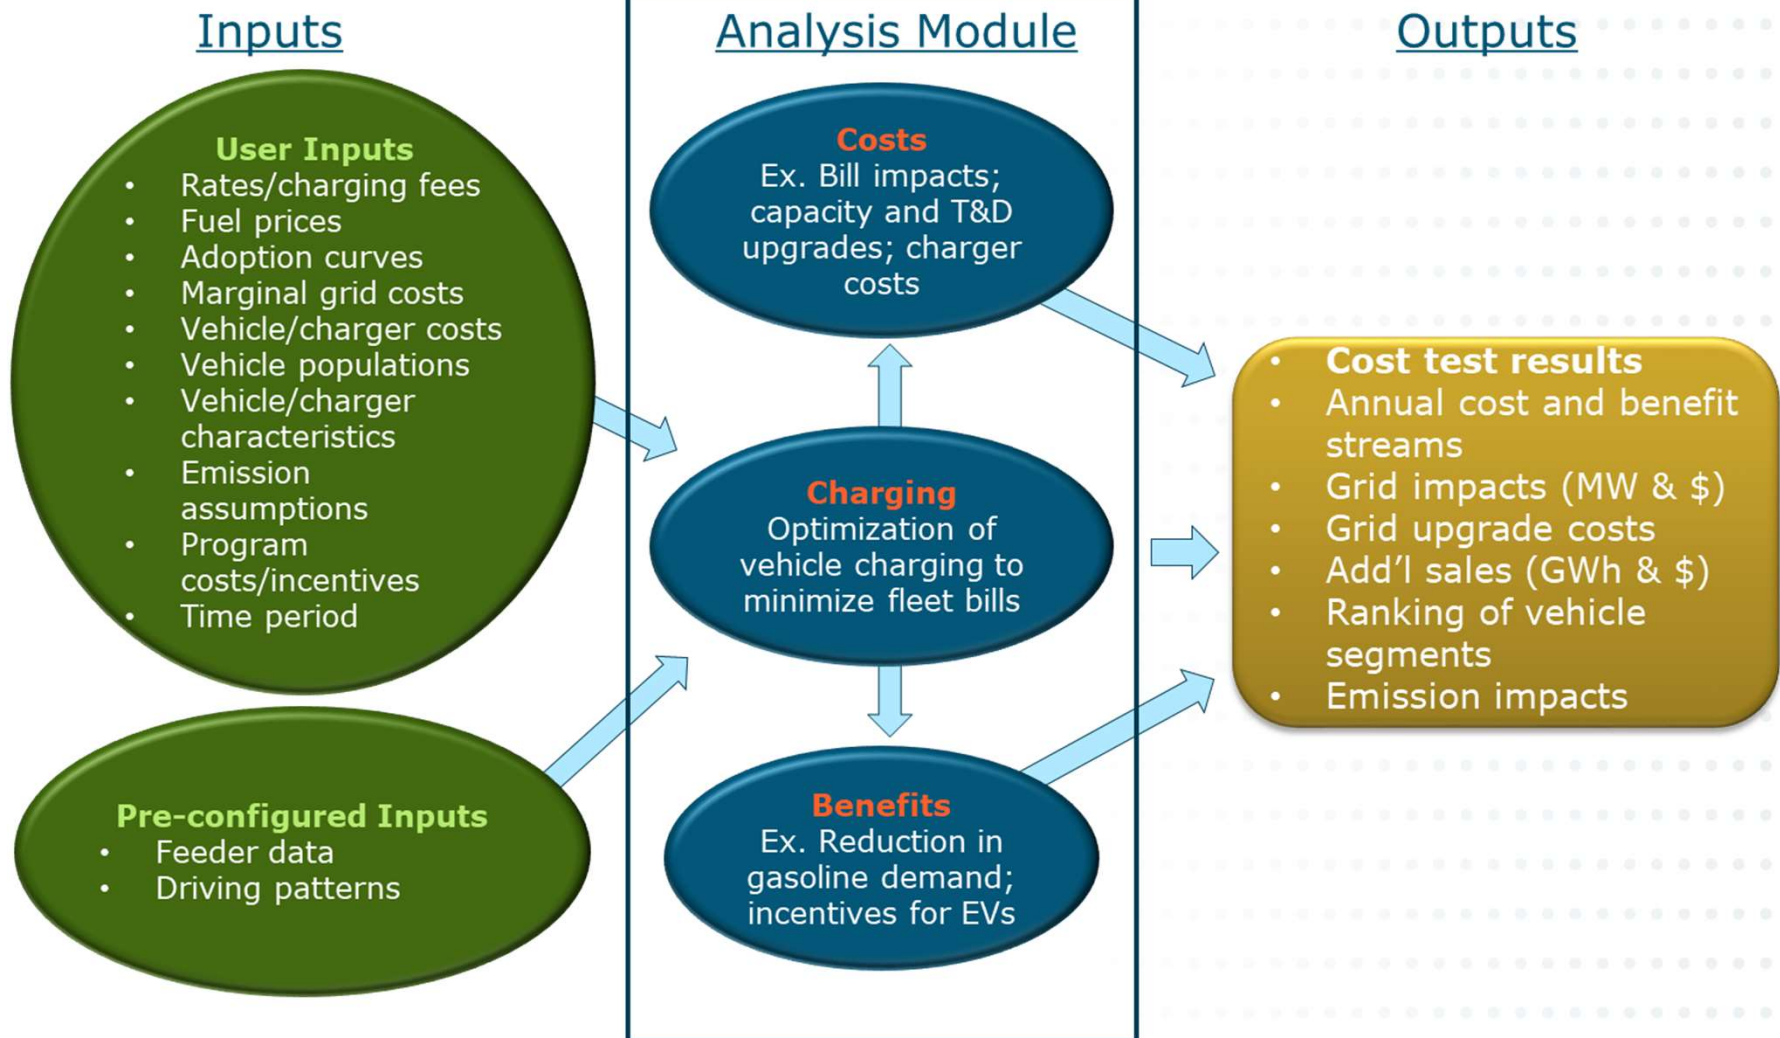 Inputs
User Inputs
• Rates/charging fees
• Fuel prices
• Adoption curves
• Marginal grid costs
• Vehicle/charger costs
• Vehicle populations
• Vehicle/charger
characteristics
• Emission
assumptions
• Program
costs/incentives
• Time period
Pre-configured Inputs
• Feeder data
• Driving patterns
Analysis Module
Costs
Ex. Bill impacts;
capacity and T&D
upgrades; charger
costs
Charging
Optimization of
vehicle charging to
minimize fleet bills
Benefits
Ex. Reduction in
gasoline demand;
incentives for EVs
Outputs
• Cost test results
• Annual cost and benefit
streams
• Grid impacts (MW & $)
• Grid upgrade costs
• Add’l sales (GWh & $)
• Ranking of vehicle
segments
• Emission impacts